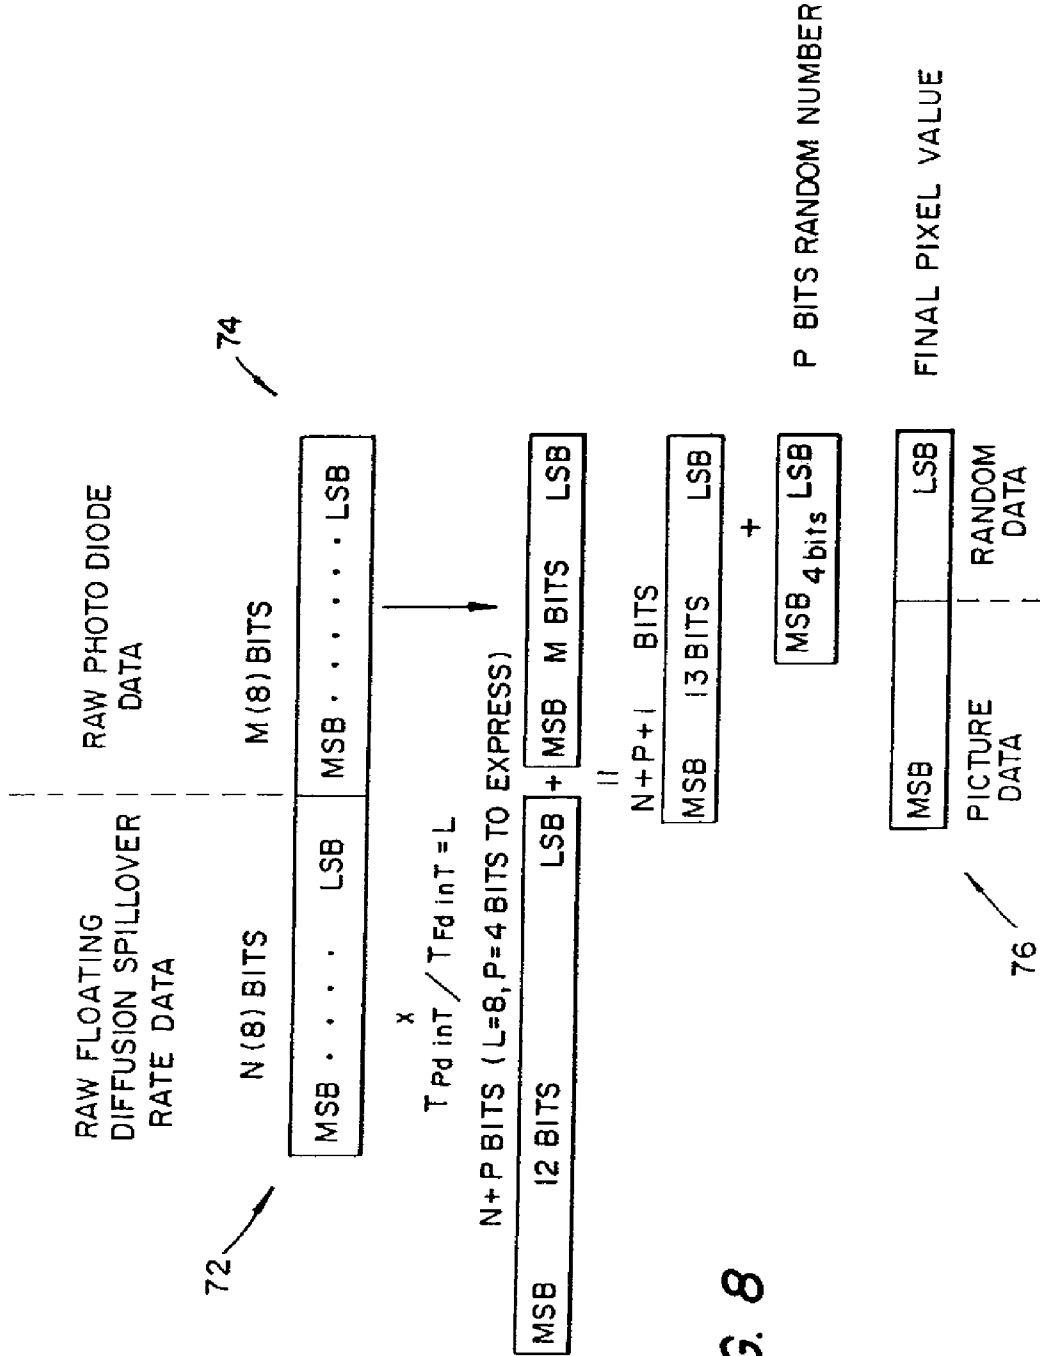 RAW FLOATING
DIFFUSION SPILLOVER
RATE DATA
RAW PHOTO DIODE
DATA
72
74
N(8) BITS
M(8) BITS
MSB . . . . LSB
MSB . . . . . . LSB
x
T Pd inT / T Fd inT = L
N+P BITS (L=8, P=4 BITS TO EXPRESS)
MSB 12 BITS LSB + MSB M BITS LSB
=
N+P+1 BITS
MSB 13 BITS LSB
+
MSB 4 bits LSB
P BITS RANDOM NUMBER
MSB LSB
FINAL PIXEL VALUE
PICTURE
DATA
RANDOM
DATA
76
G. 8